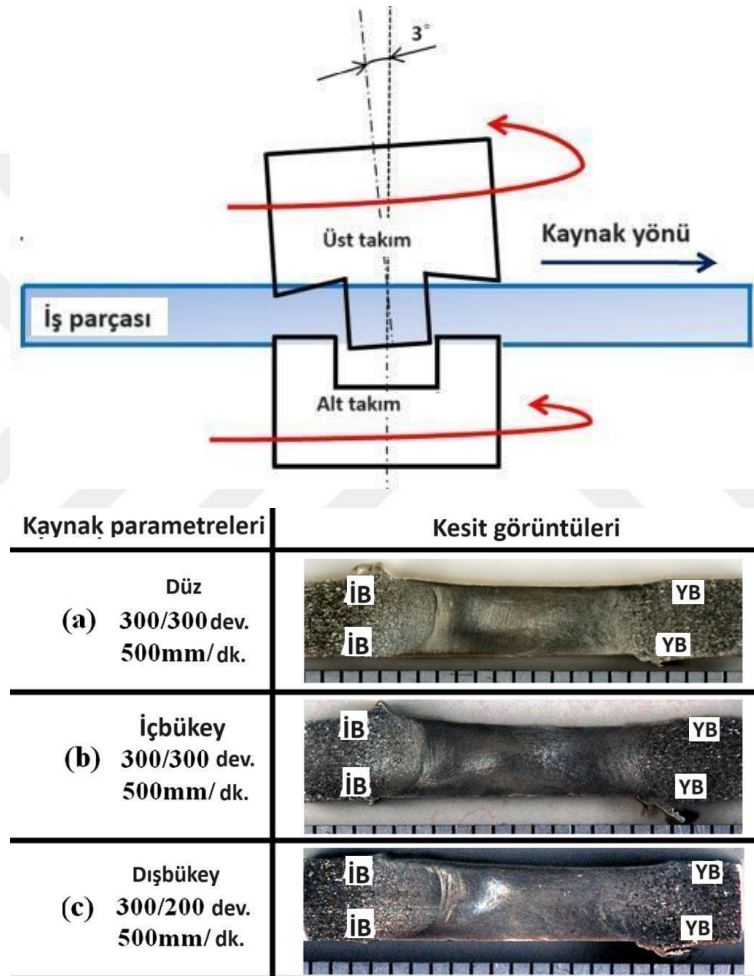 3°
Üst takım
Kaynak yönü
İş parçası
Alt takım
Kaynak parametreleri
Kesit görüntüleri
Düz
(a) 300/300 dev.
500mm/ dk.
İB
YB
İB
YB
İçbükey
(b) 300/300 dev.
500mm/ dk.
İB
YB
İB
YB
Dışbükey
(c) 300/200 dev.
500mm/ dk.
İB
YB
İB
YB